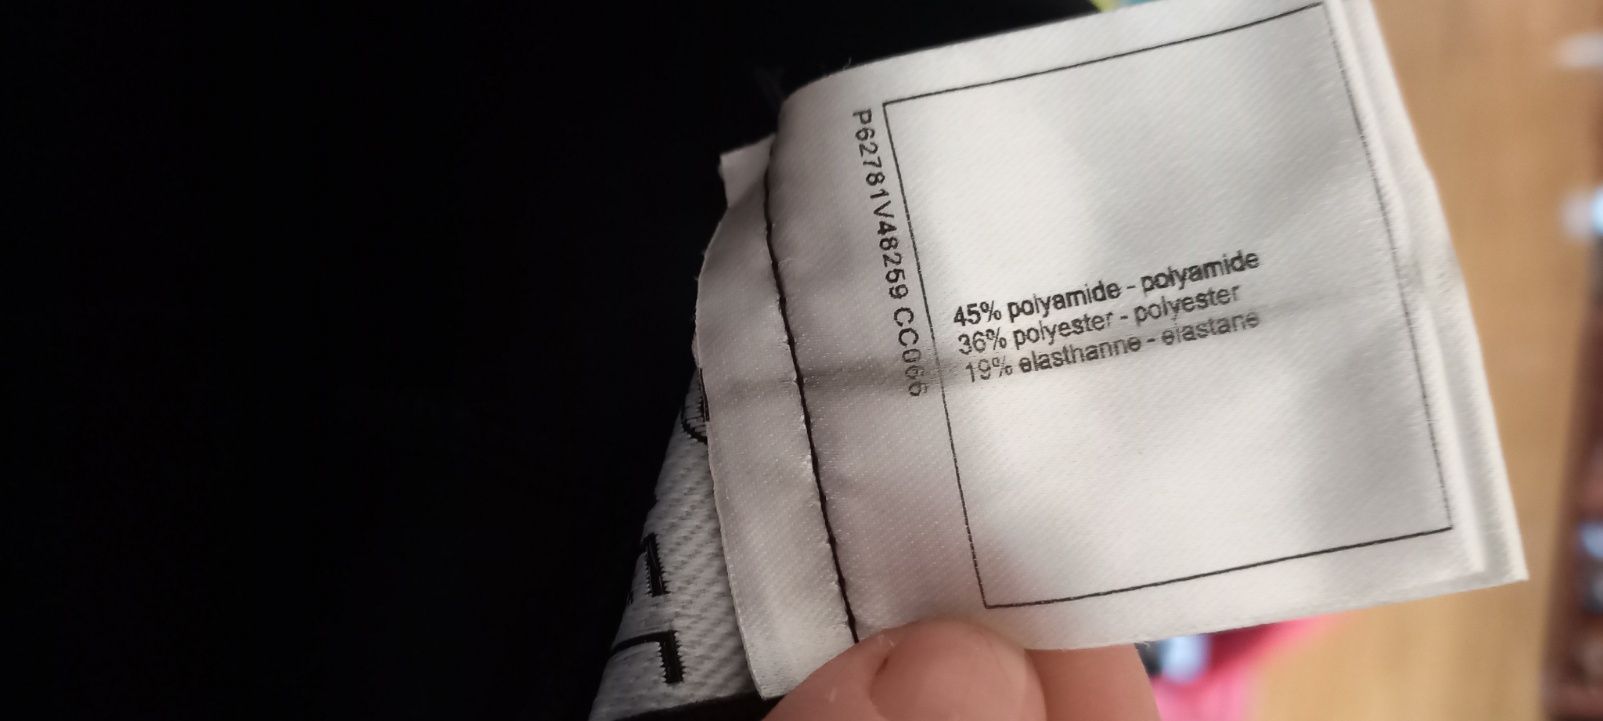 P62781V48259 CC066
45% polyamide - polyamide
36% polyester - polyester
19% elasthanne - elastane